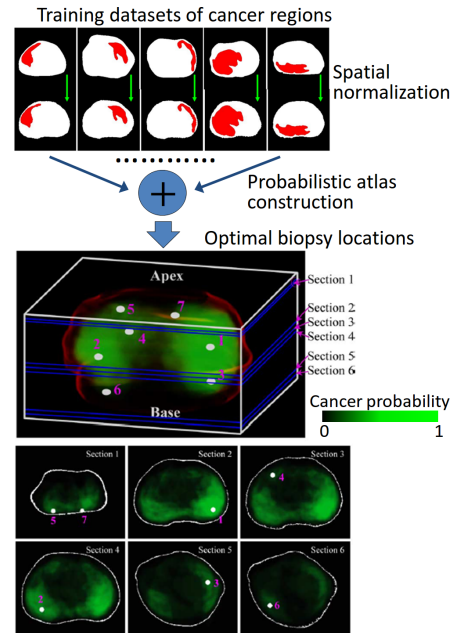 Training datasets of cancer regions
Spatial
normalization
Probabilistic atlas
construction
Optimal biopsy locations
Apex
Section 1
5
7
Section 2
4
1
Section 3
2
Section 4
3
Section 5
6
Section 6
Base
Cancer probability
0
1
Section 1
Section 2
Section 3
5
7
1
4
Section 4
Section 5
Section 6
2
3
6